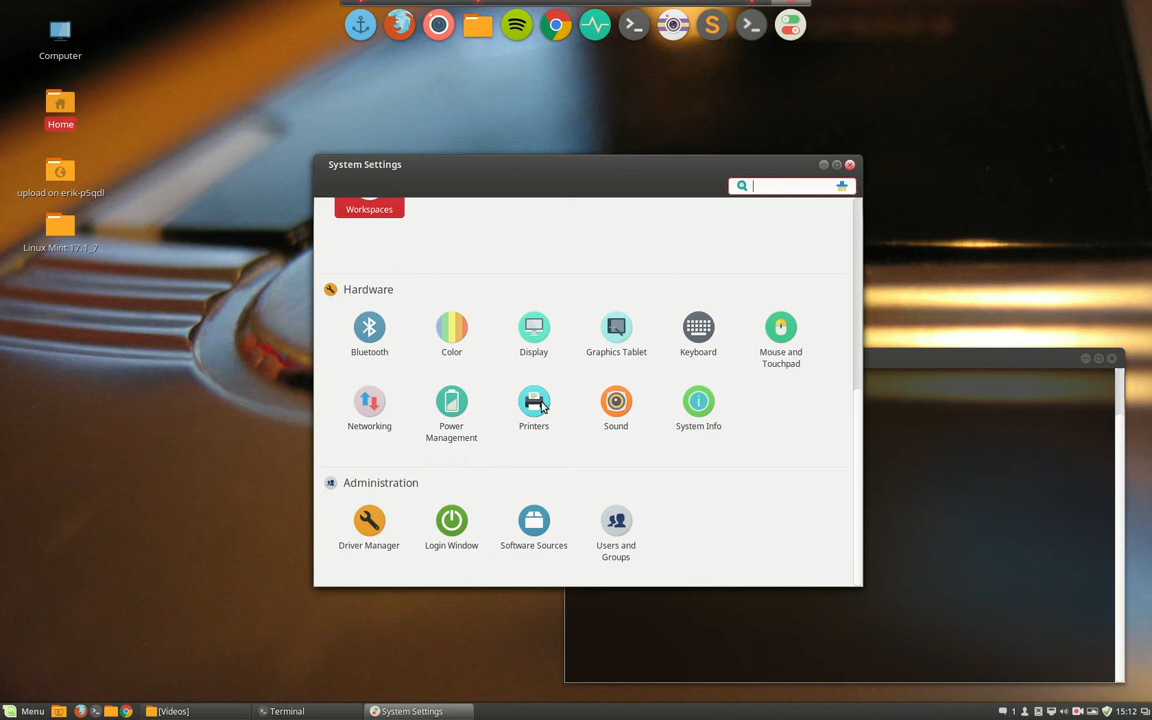 Computer
Home
upload on erik-p5qdl
Linux Mint 17.1_7
System Settings
Workspaces
Hardware
Bluetooth
Color
Display
Graphics Tablet
Keyboard
Mouse and
Touchpad
Networking
Power
Management
Printers
Sound
System Info
Administration
Driver Manager
Login Window
Software Sources
Users and
Groups
Menu
[Videos]
Terminal
System Settings
1
15:12